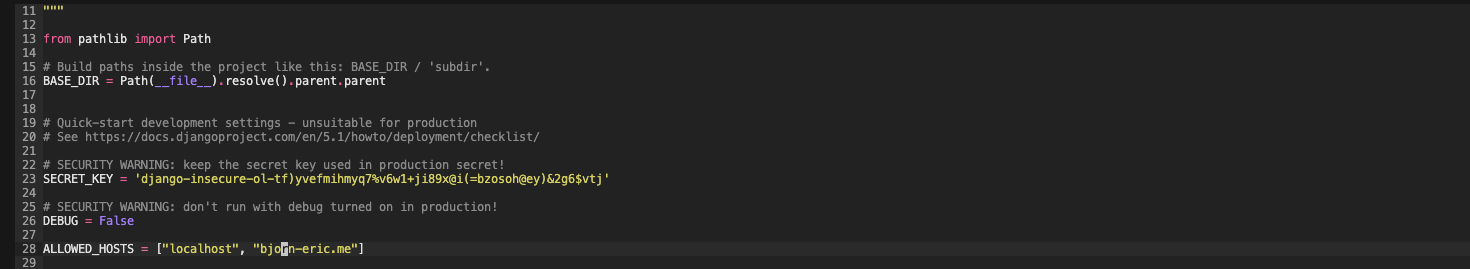 11 """
12
13 from pathlib import Path
14
15 # Build paths inside the project like this: BASE_DIR / 'subdir'.
16 BASE_DIR = Path(__file__).resolve().parent.parent
17
18
19 # Quick-start development settings - unsuitable for production
20 # See https://docs.djangoproject.com/en/5.1/howto/deployment/checklist/
21
22 # SECURITY WARNING: keep the secret key used in production secret!
23 SECRET_KEY = 'django-insecure-ol-tf)yvefmihmyq7%v6w1+ji89x@i(=bzosoh@ey)&2g6$vtj'
24
25 # SECURITY WARNING: don't run with debug turned on in production!
26 DEBUG = False
27
28 ALLOWED_HOSTS = ["localhost", "bjorn-eric.me"]
29